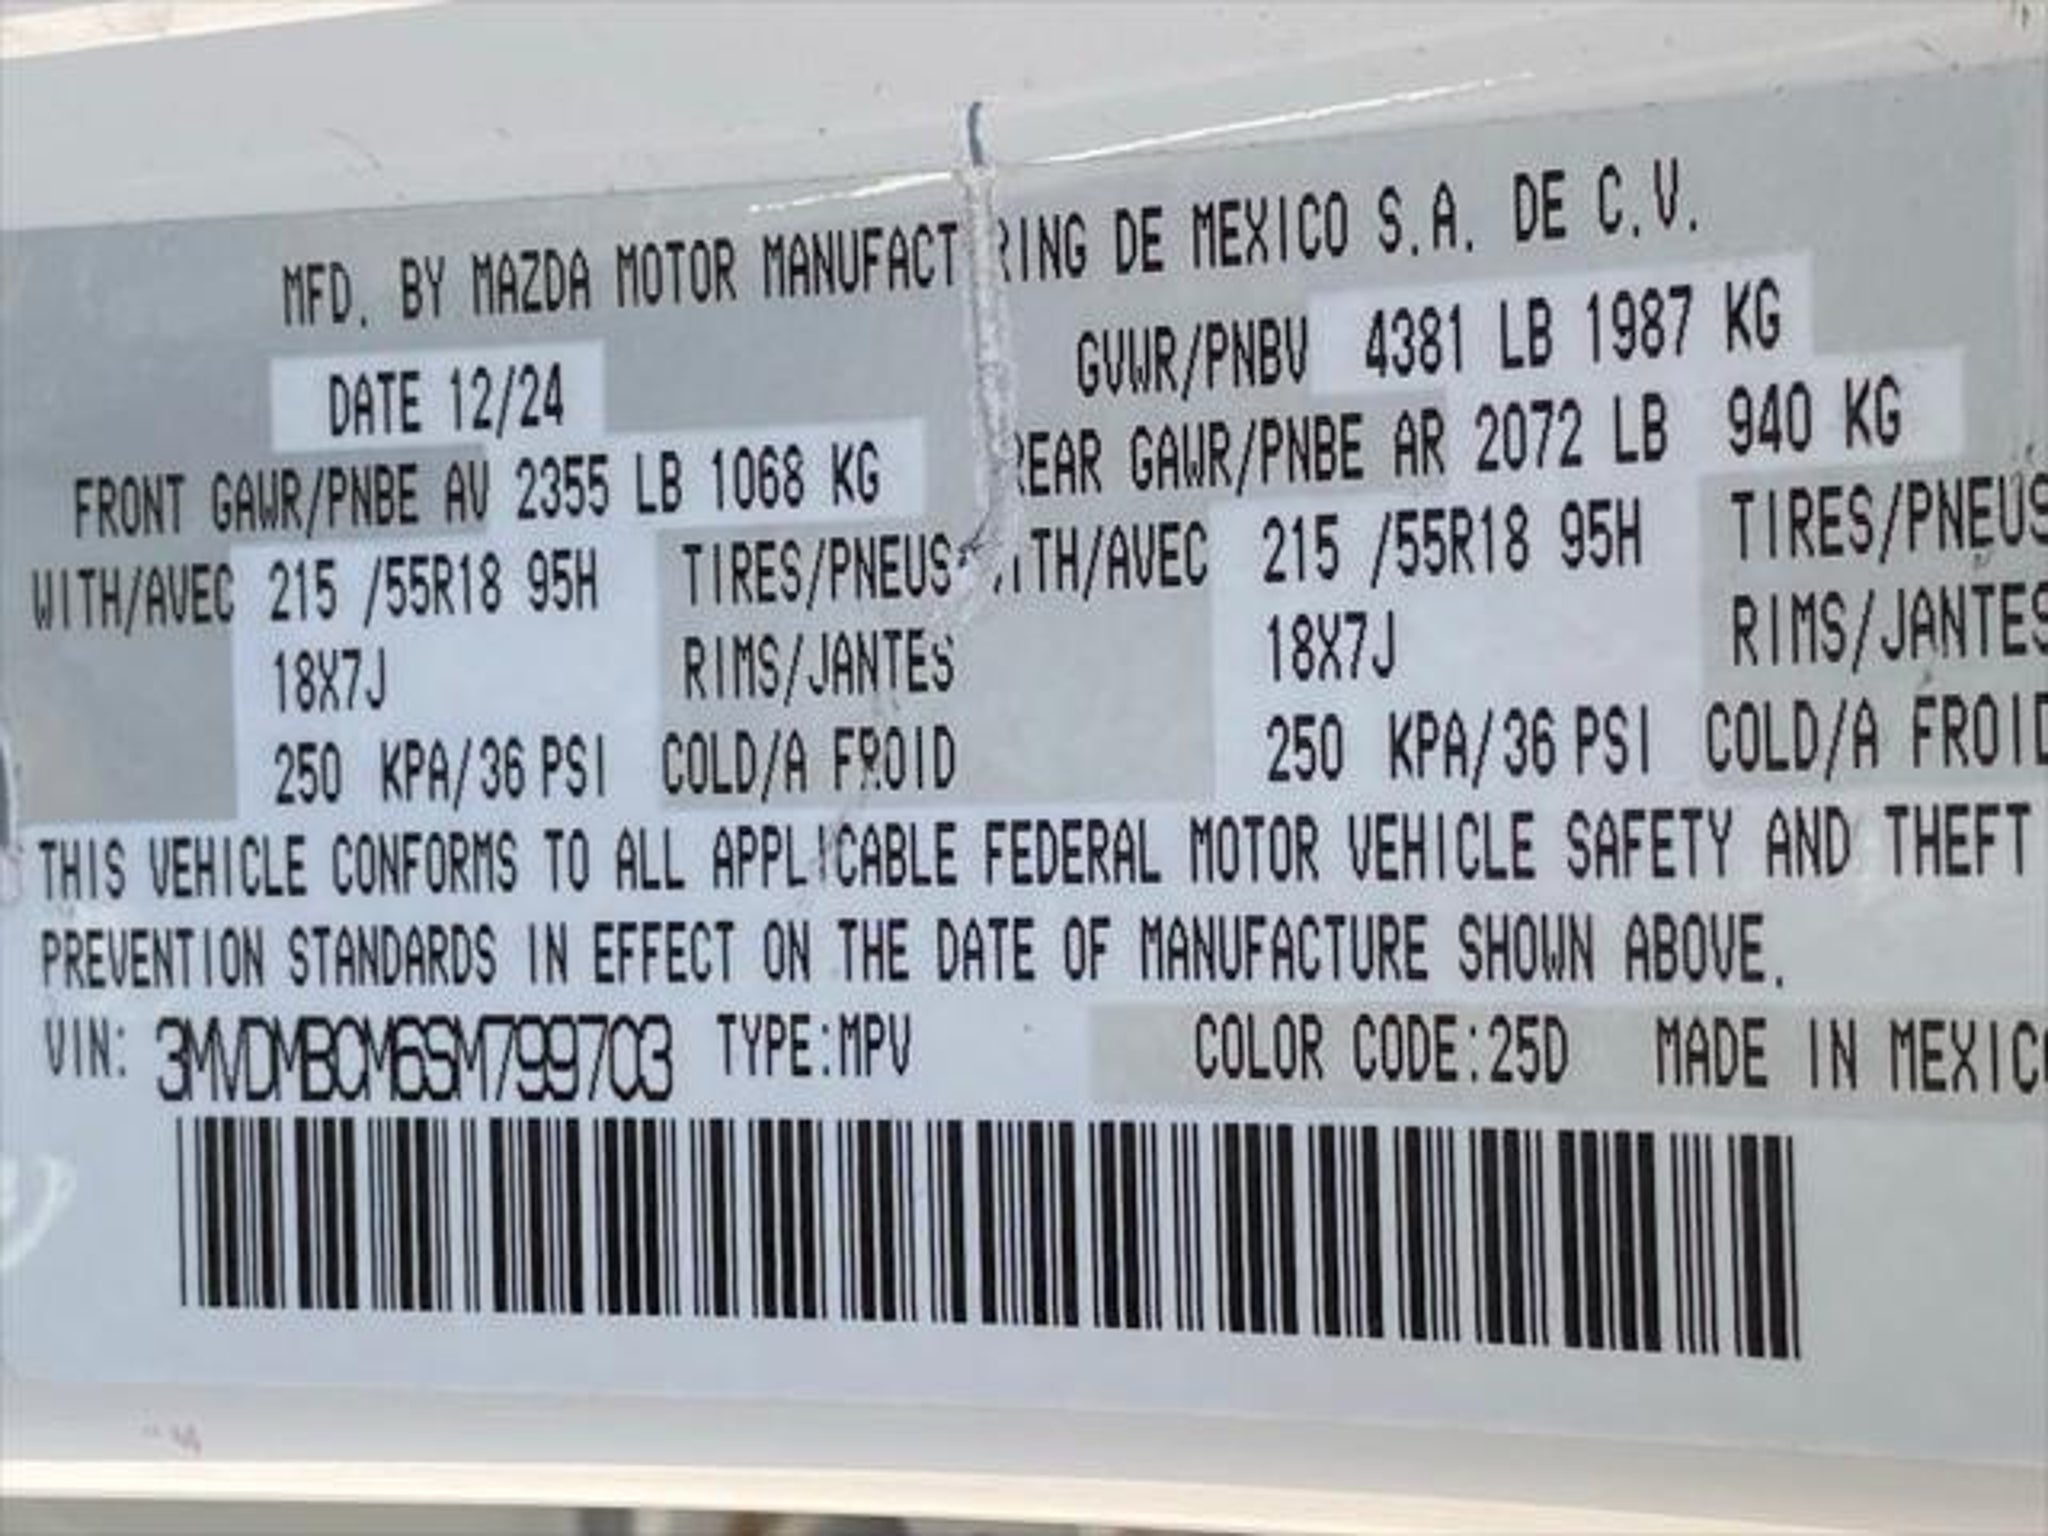 MFD. BY MAZDA MOTOR MANUFACT RING DE MEXICO S.A. DE C.V.
DATE 12/24 GVWR/PNBV 4381 LB 1987 KG
FRONT GAWR/PNBE AV 2355 LB 1068 KG REAR GAWR/PNBE AR 2072 LB 940 KG
WITH/AVEC 215 /55R18 95H TIRES/PNEUS WITH/AVEC 215 /55R18 95H TIRES/PNEUS
18X7J RIMS/JANTES 18X7J RIMS/JANTES
250 KPA/36 PSI COLD/A FROID 250 KPA/36 PSI COLD/A FROID
THIS VEHICLE CONFORMS TO ALL APPLICABLE FEDERAL MOTOR VEHICLE SAFETY AND THEFT
PREVENTION STANDARDS IN EFFECT ON THE DATE OF MANUFACTURE SHOWN ABOVE.
VIN: 3MVDMBCM6SM799703 TYPE:MPV COLOR CODE:25D MADE IN MEXICO